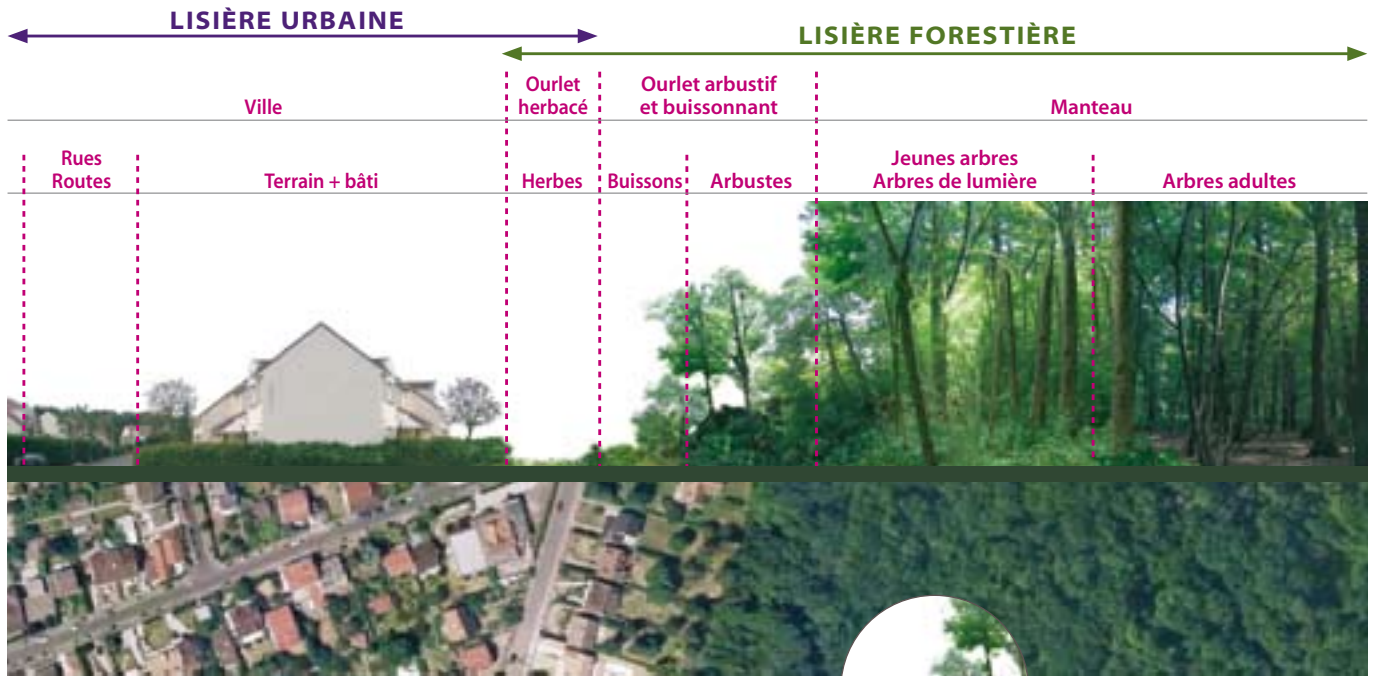 LISIÈRE URBAINE
LISIÈRE FORESTIÈRE
Ville
Ourlet
herbacé
Ourlet arbustif
et buissonnant
Manteau
Rues
Routes
Terrain + bâti
Herbes
Buissons
Arbustes
Jeunes arbres
Arbres de lumière
Arbres adultes